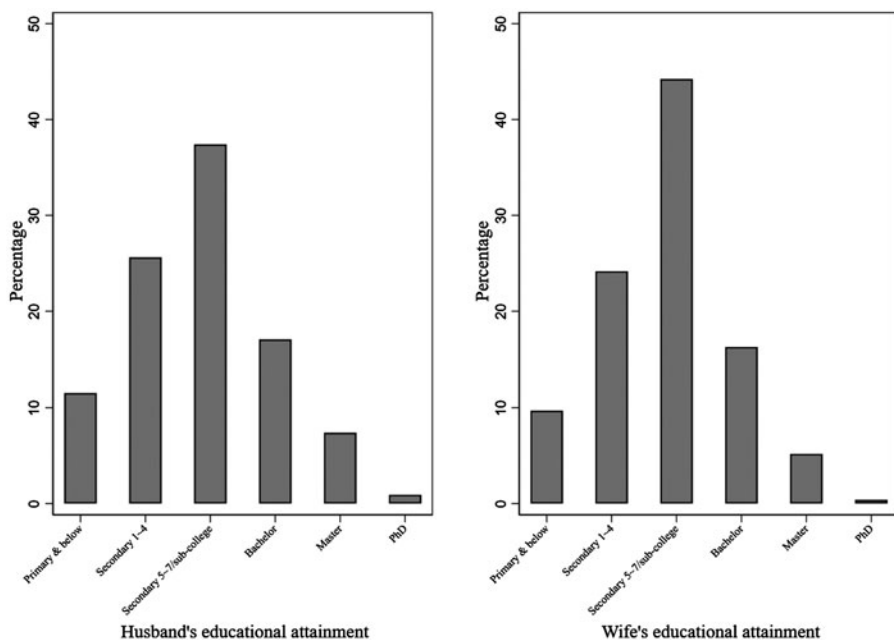 Percentage
50
40
30
20
10
0
Primary & below
Secondary 1~4
Secondary 5~7/sub-college
Bachelor
Master
PhD
Husband's educational attainment
Percentage
50
40
30
20
10
0
Primary & below
Secondary 1~4
Secondary 5~7/sub-college
Bachelor
Master
PhD
Wife's educational attainment